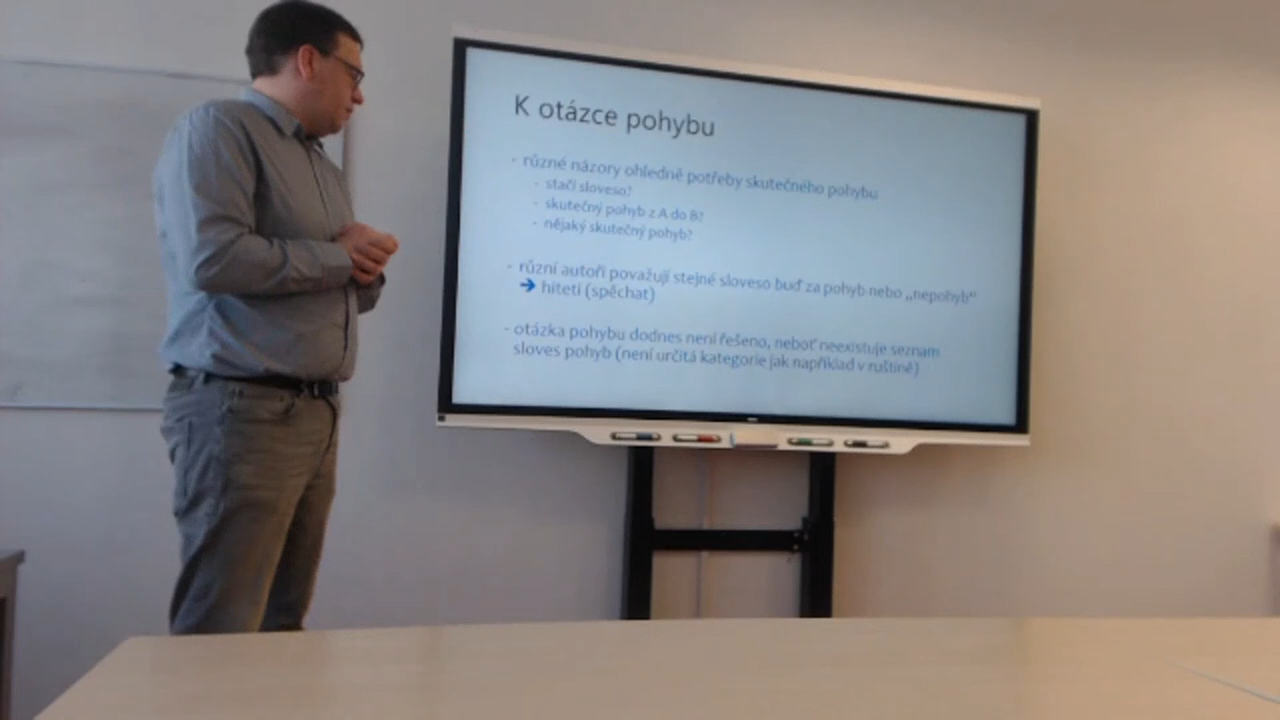 K otázce pohybu
- různé názory ohledně potřeby skutečného pohybu
- stačí sloveso?
- skutečný pohyb z A do B?
- nějaký skutečný pohyb?
- různí autoři považují stejné sloveso buď za pohyb nebo „nepohyb“
➔ hiteti (spěchat)
- otázka pohybu dodnes není řešeno, neboť neexistuje seznam
sloves pohyb (není určitá kategorie jak například v ruštině)